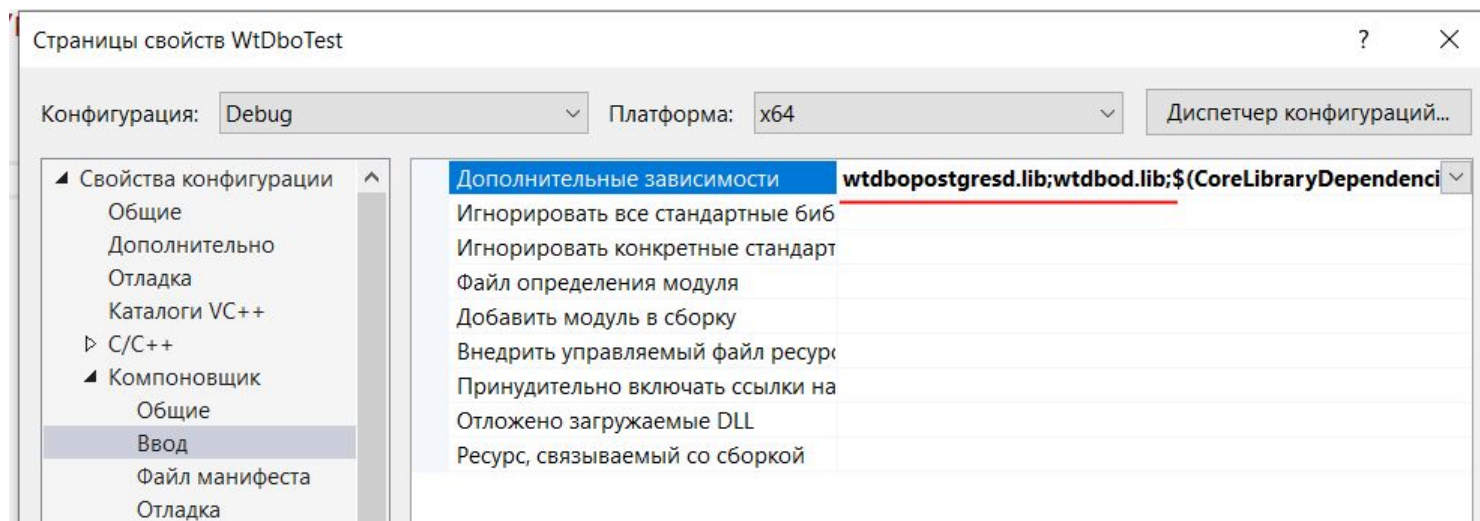 Страницы свойств WtDboTest ?
Конфигурация: Debug Платформа: x64 Диспетчер конфигураций...
Свойства конфигурации
Общие
Дополнительно
Отладка
Каталоги VC++
C/C++
Компоновщик
Общие
Ввод
Файл манифеста
Отладка
Дополнительные зависимости wtdbopostgresd.lib;wtdbod.lib;$(CoreLibraryDependenci
Игнорировать все стандартные биб
Игнорировать конкретные стандарт
Файл определения модуля
Добавить модуль в сборку
Внедрить управляемый файл ресурс
Принудительно включать ссылки на
Отложено загружаемые DLL
Ресурс, связываемый со сборкой